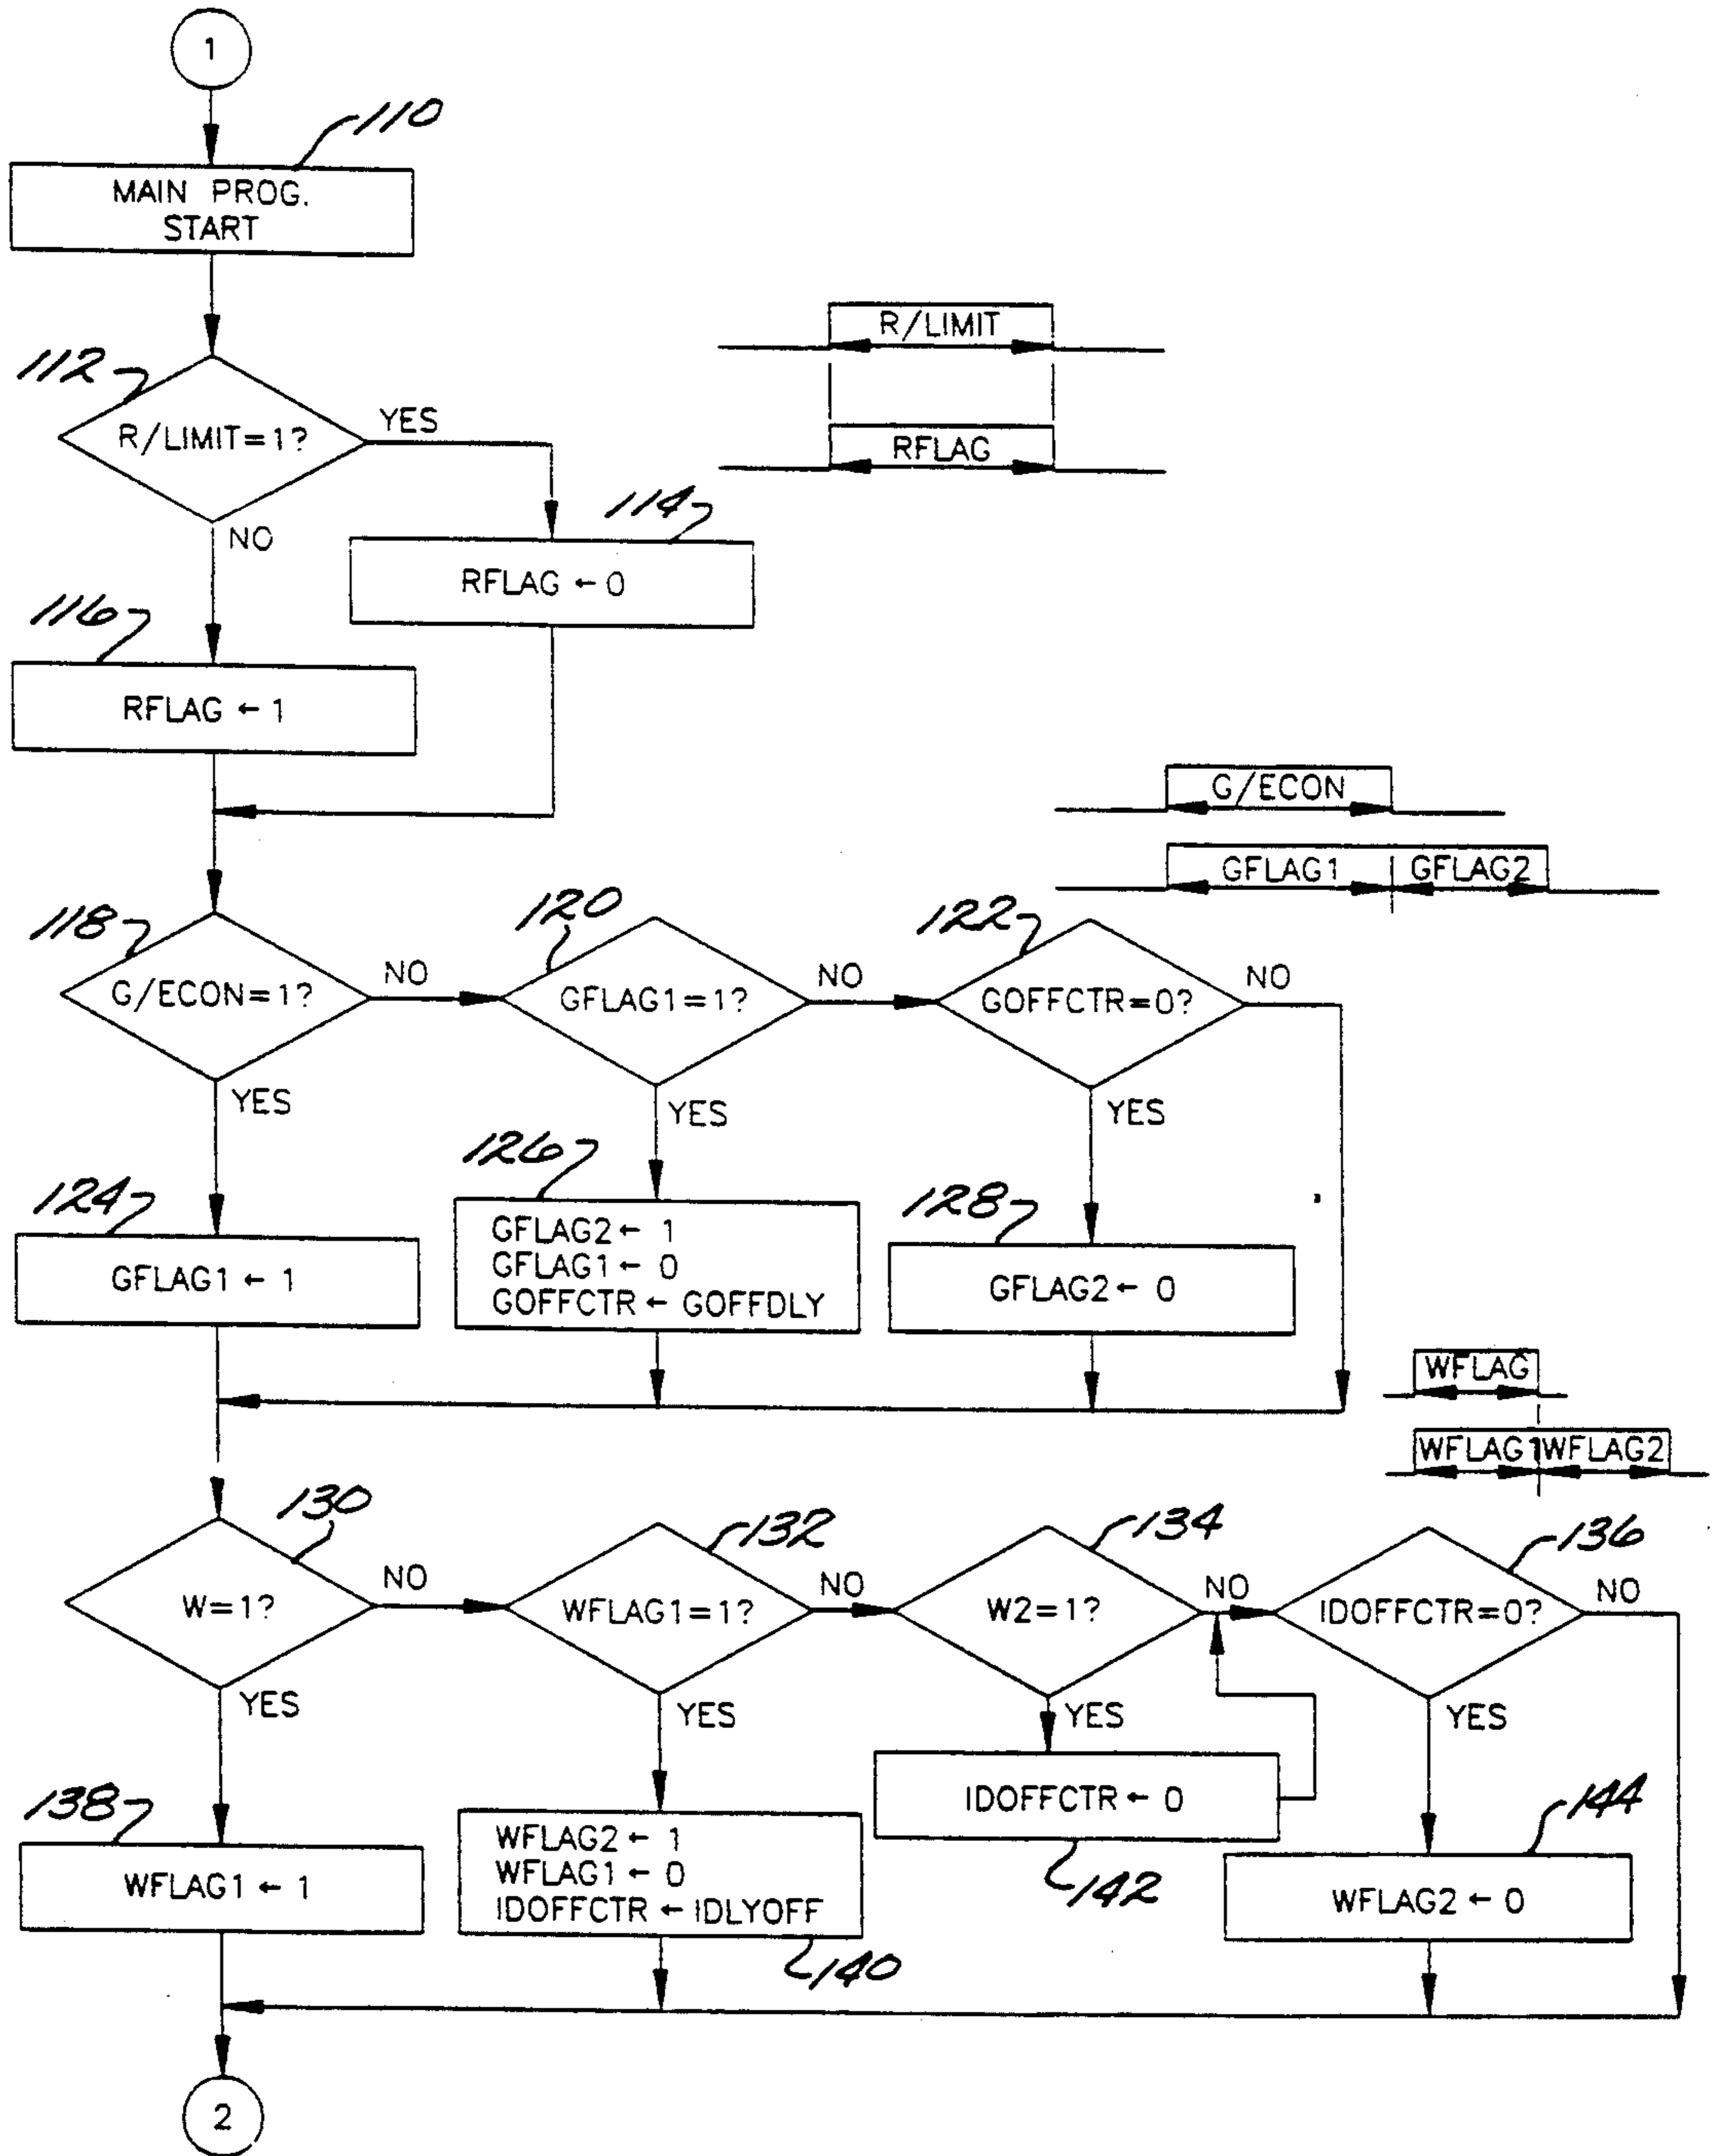 1
110
MAIN PROG.
START
R/LIMIT
112
R/LIMIT=1?
YES
NO
RFLAG
114
RFLAG ← 0
116
RFLAG ← 1
G/ECON
GFLAG1
GFLAG2
118
G/ECON=1?
NO
YES
120
GFLAG1=1?
NO
YES
122
GOFFCTR=0?
NO
YES
124
GFLAG1 ← 1
126
GFLAG2 ← 1
GFLAG1 ← 0
GOFFCTR ← GOFFDLY
128
GFLAG2 ← 0
WFLAG
WFLAG1
WFLAG2
130
W=1?
NO
YES
132
WFLAG1=1?
NO
YES
134
W2=1?
NO
YES
136
IDOFFCTR=0?
NO
YES
138
WFLAG1 ← 1
WFLAG2 ← 1
WFLAG1 ← 0
IDOFFCTR ← IDLYOFF
140
IDOFFCTR ← 0
142
144
WFLAG2 ← 0
2